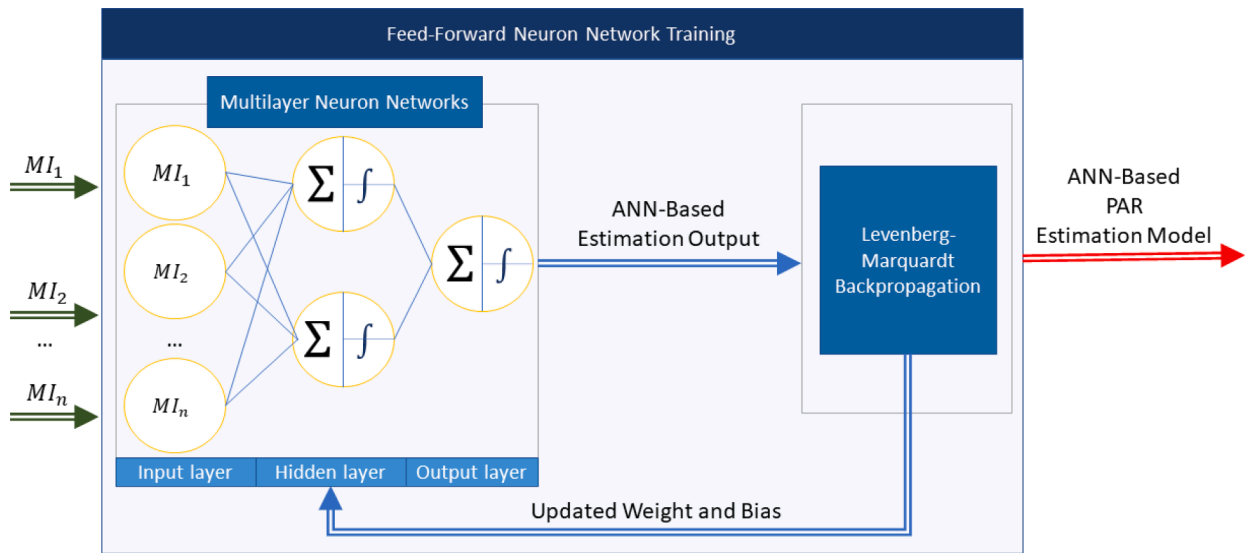 Feed-Forward Neuron Network Training
Multilayer Neuron Networks
MI₁
MI₂
...
MIₙ
MI₁
MI₂
...
MIₙ
Σ ∫
Σ ∫
Σ ∫
Input layer
Hidden layer
Output layer
ANN-Based
Estimation Output
Levenberg-
Marquardt
Backpropagation
ANN-Based
PAR
Estimation Model
Updated Weight and Bias